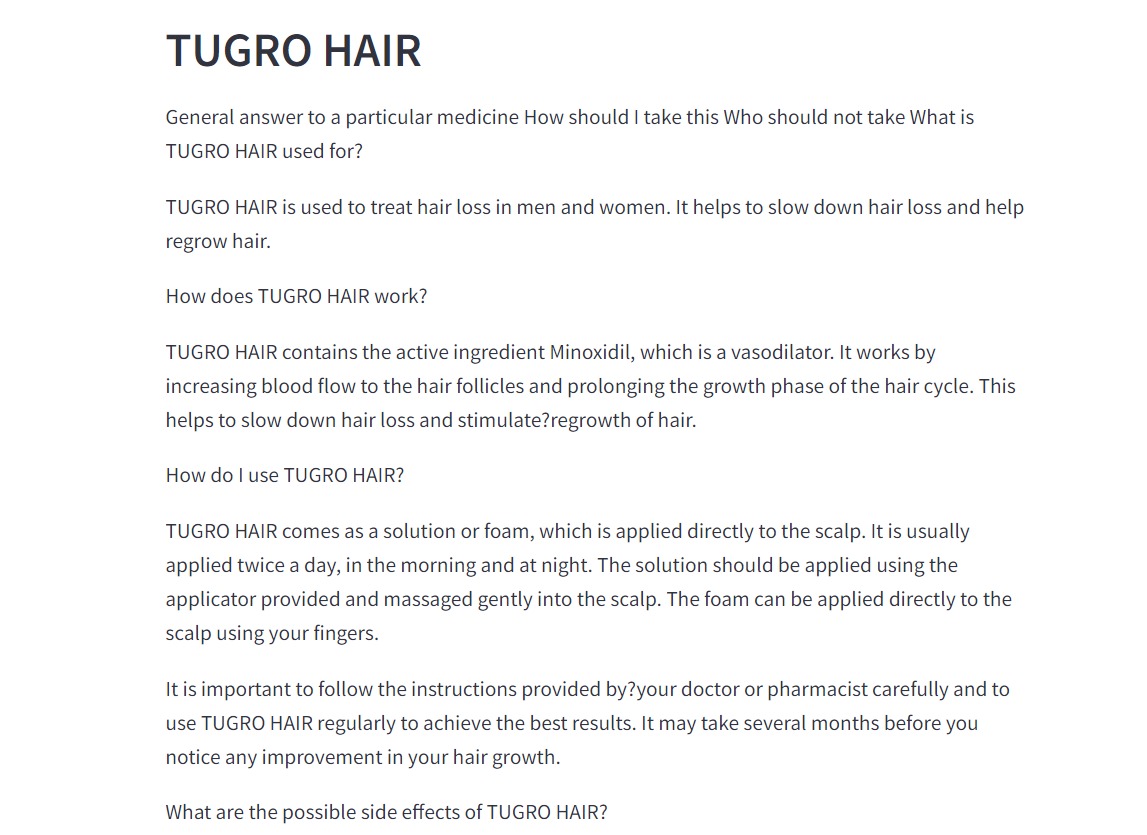 TUGRO HAIR
General answer to a particular medicine How should I take this Who should not take What is
TUGRO HAIR used for?
TUGRO HAIR is used to treat hair loss in men and women. It helps to slow down hair loss and help
regrow hair.
How does TUGRO HAIR work?
TUGRO HAIR contains the active ingredient Minoxidil, which is a vasodilator. It works by
increasing blood flow to the hair follicles and prolonging the growth phase of the hair cycle. This
helps to slow down hair loss and stimulate?regrowth of hair.
How do I use TUGRO HAIR?
TUGRO HAIR comes as a solution or foam, which is applied directly to the scalp. It is usually
applied twice a day, in the morning and at night. The solution should be applied using the
applicator provided and massaged gently into the scalp. The foam can be applied directly to the
scalp using your fingers.
It is important to follow the instructions provided by?your doctor or pharmacist carefully and to
use TUGRO HAIR regularly to achieve the best results. It may take several months before you
notice any improvement in your hair growth.
What are the possible side effects of TUGRO HAIR?